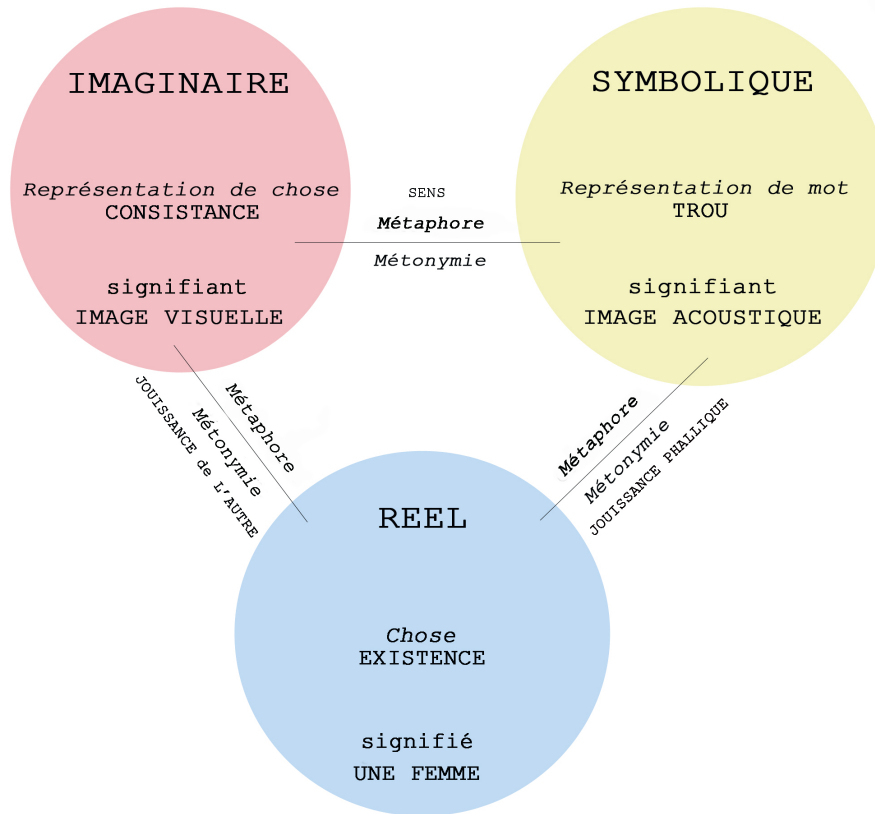 IMAGINAIRE
SYMBOLIQUE
Représentation de chose
CONSISTANCE
SENS
Métaphore
Métonymie
Représentation de mot
TROU
signifiant
IMAGE VISUELLE
signifiant
IMAGE ACOUSTIQUE
Métaphore
Métonymie
JOUISSANCE de L'AUTRE
Métaphore
Métonymie
JOUISSANCE PHALLIQUE
REEL
Chose
EXISTENCE
signifié
UNE FEMME